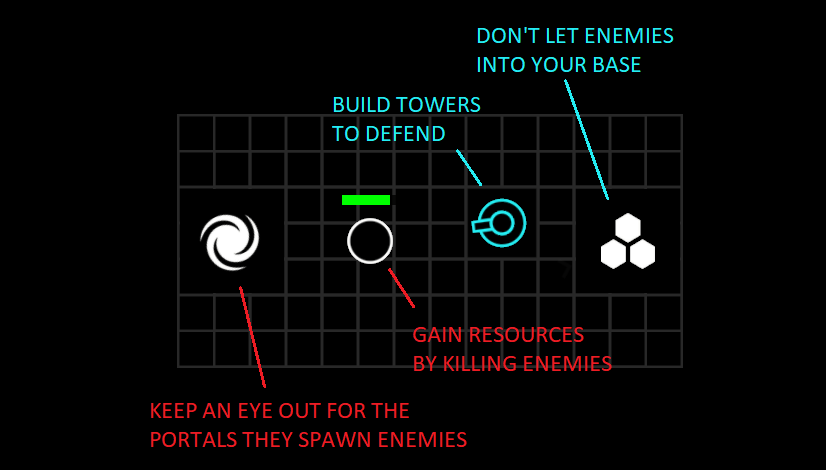 DON'T LET ENEMIES
INTO YOUR BASE
BUILD TOWERS
TO DEFEND
GAIN RESOURCES
BY KILLING ENEMIES
KEEP AN EYE OUT FOR THE
PORTALS THEY SPAWN ENEMIES